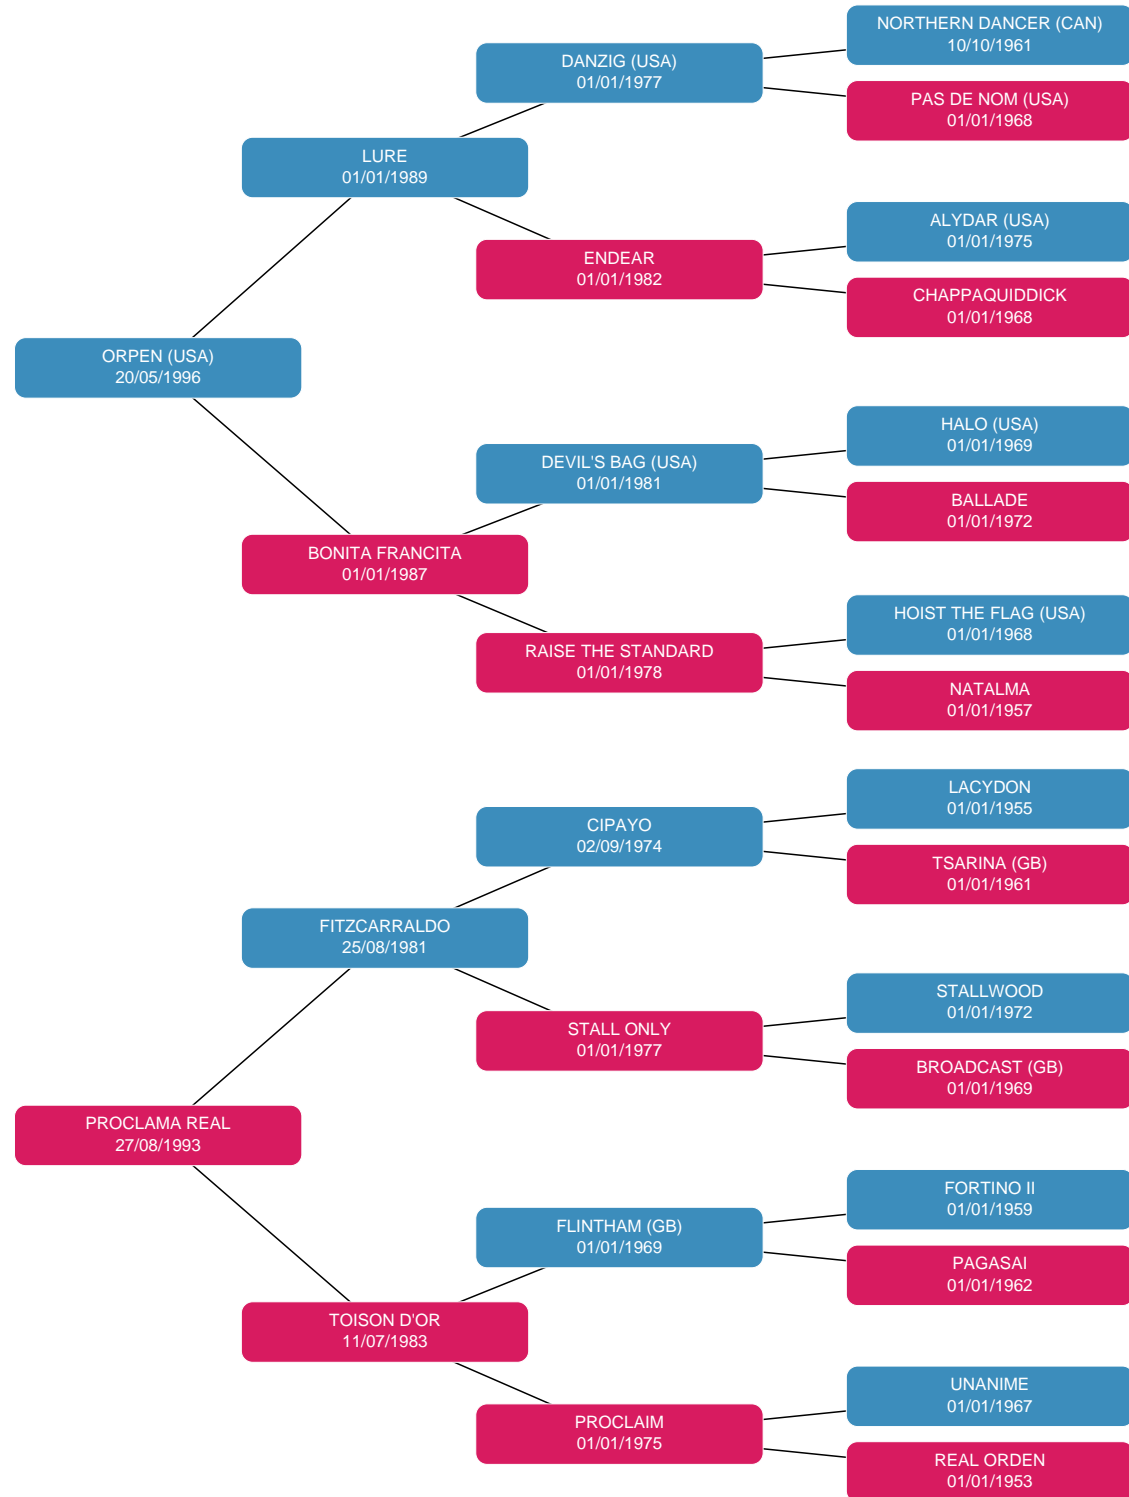 NORTHERN DANCER (CAN)
10/10/1961
DANZIG (USA)
01/01/1977
PAS DE NOM (USA)
01/01/1968
LURE
01/01/1989
ALYDAR (USA)
01/01/1975
ENDEAR
01/01/1982
CHAPPAQUIDDICK
01/01/1968
ORPEN (USA)
20/05/1996
HALO (USA)
01/01/1969
DEVIL'S BAG (USA)
01/01/1981
BALLADE
01/01/1972
BONITA FRANCITA
01/01/1987
HOIST THE FLAG (USA)
01/01/1968
RAISE THE STANDARD
01/01/1978
NATALMA
01/01/1957
LACYDON
01/01/1955
CIPAYO
02/09/1974
TSARINA (GB)
01/01/1961
FITZCARRALDO
25/08/1981
STALLWOOD
01/01/1972
STALL ONLY
01/01/1977
BROADCAST (GB)
01/01/1969
PROCLAMA REAL
27/08/1993
FORTINO II
01/01/1959
FLINTHAM (GB)
01/01/1969
PAGASAI
01/01/1962
TOISON D'OR
11/07/1983
UNANIME
01/01/1967
PROCLAIM
01/01/1975
REAL ORDEN
01/01/1953